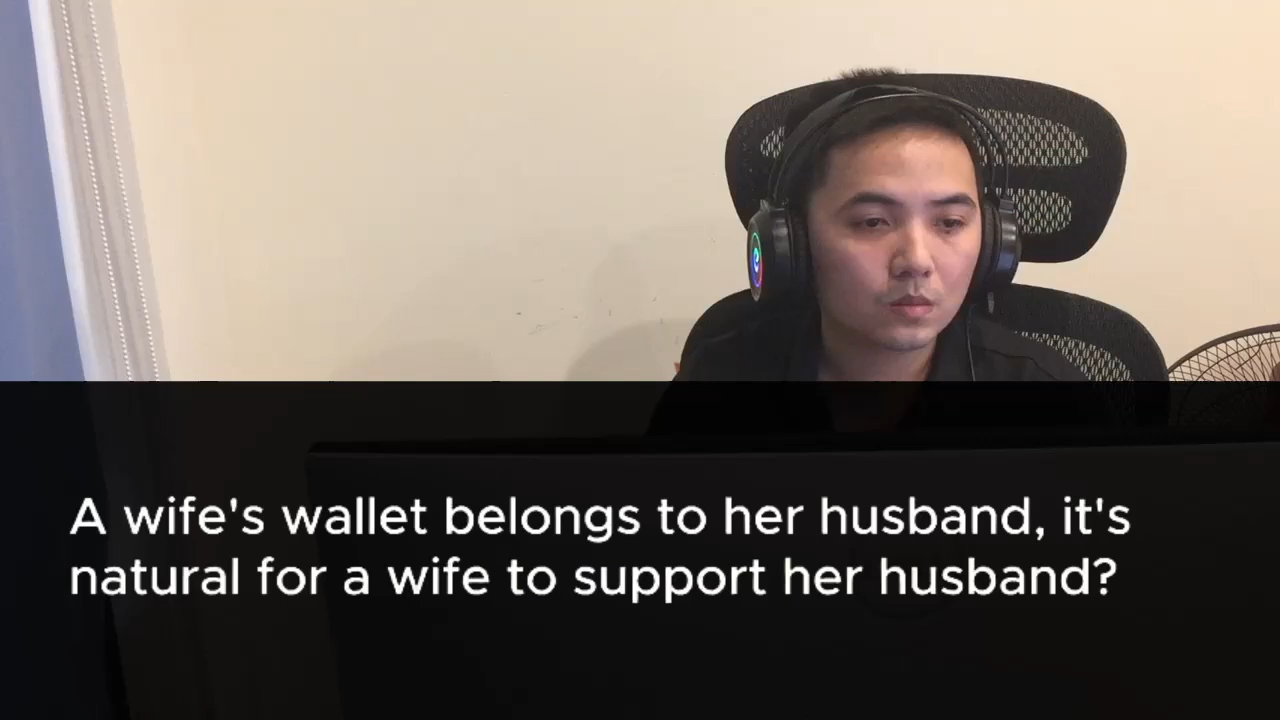 A wife's wallet belongs to her husband, it's
natural for a wife to support her husband?